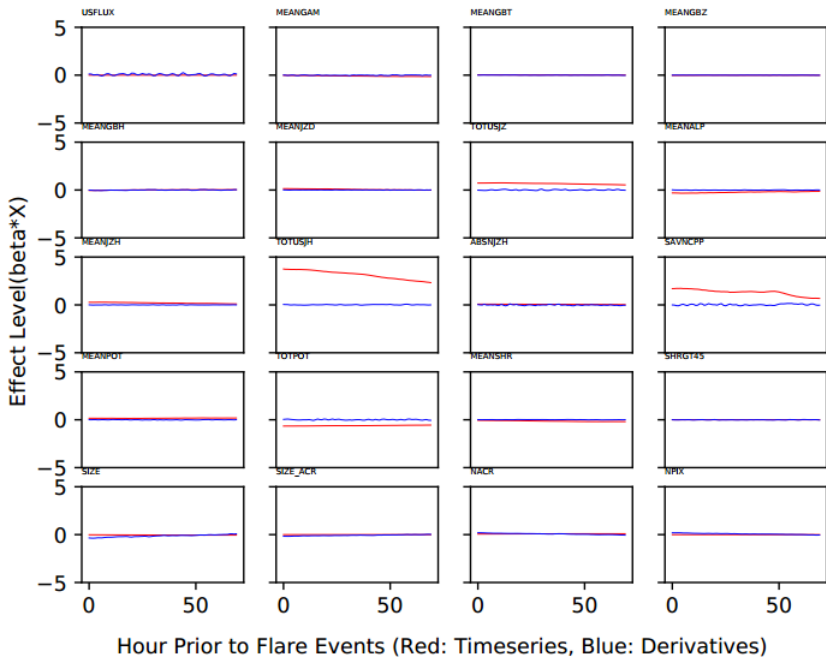 USFLUX MEANGAM MEANGBT MEANGBZ
5
0
−5
MEANGBH MEANJZD TOTUSJZ MEANALP
5
0
−5
MEANJZH TOTUSJH ABSNJZH SAVNCPP
5
0
−5
MEANPOT TOTPOT MEANSHR SHRGT45
5
0
−5
SIZE SIZE_ACR NACR NPIX
5
0
−5
0 50 0 50 0 50 0 50
Effect Level(beta*X)
Hour Prior to Flare Events (Red: Timeseries, Blue: Derivatives)